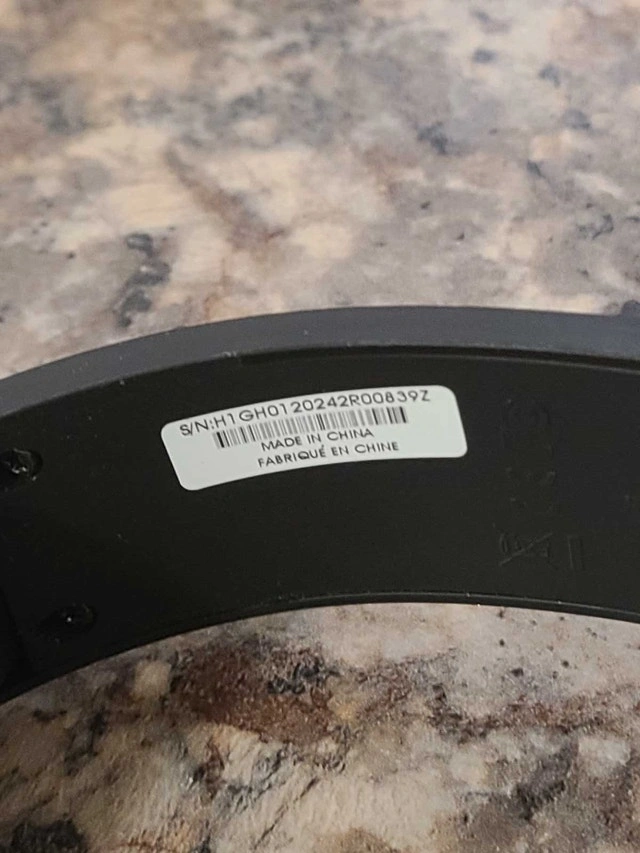 S/N:H1GH0120242R00839Z
MADE IN CHINA
FABRIQUÉ EN CHINE